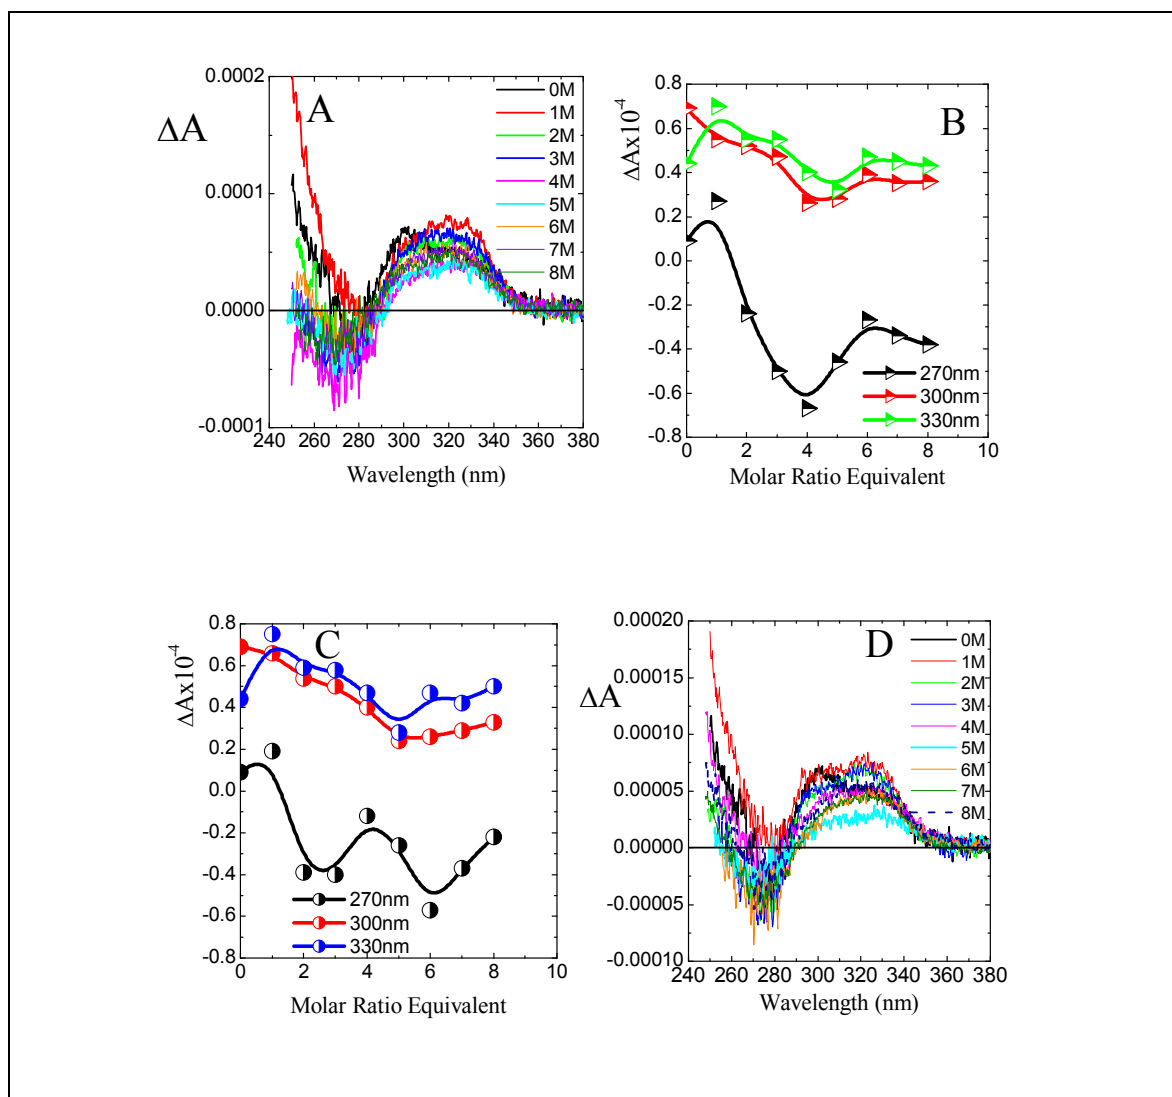 0.0002
0.0001
0.0000
-0.0001
ΔA
A
0M
1M
2M
3M
4M
5M
6M
7M
8M
240 260 280 300 320 340 360 380
Wavelength (nm)
0.8
0.6
0.4
0.2
0.0
-0.2
-0.4
-0.6
-0.8
ΔAx10-4
B
270nm
300nm
330nm
0 2 4 6 8 10
Molar Ratio Equivalent
0.8
0.6
0.4
0.2
0.0
-0.2
-0.4
-0.6
-0.8
ΔAx10-4
C
270nm
300nm
330nm
0 2 4 6 8 10
Molar Ratio Equivalent
0.00020
0.00015
0.00010
0.00005
0.00000
-0.00005
-0.00010
ΔA
D
0M
1M
2M
3M
4M
5M
6M
7M
8M
240 260 280 300 320 340 360 380
Wavelength (nm)